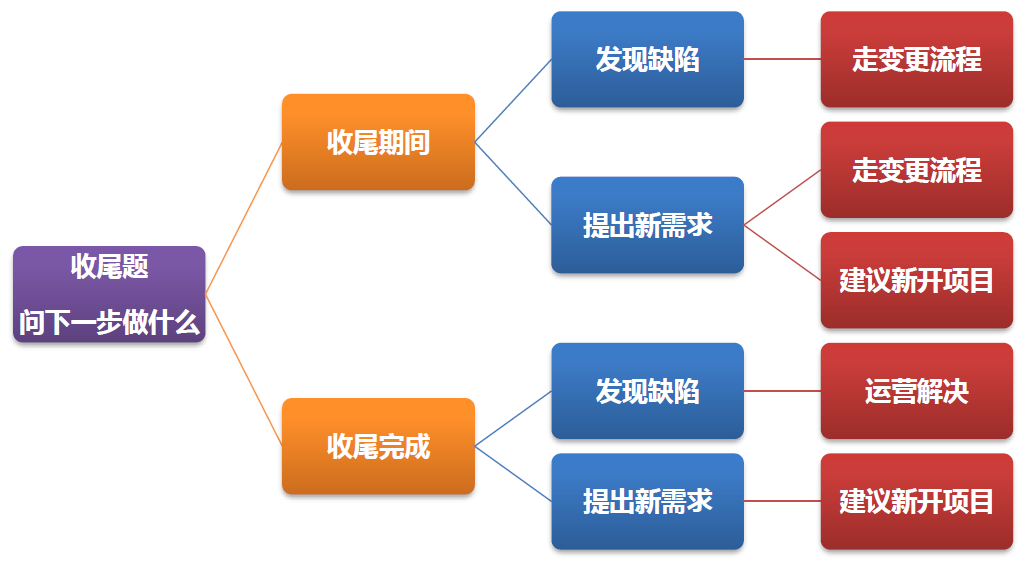 收尾题
问下一步做什么
收尾期间
发现缺陷
走变更流程
提出新需求
走变更流程
建议新开项目
收尾完成
发现缺陷
运营解决
提出新需求
建议新开项目